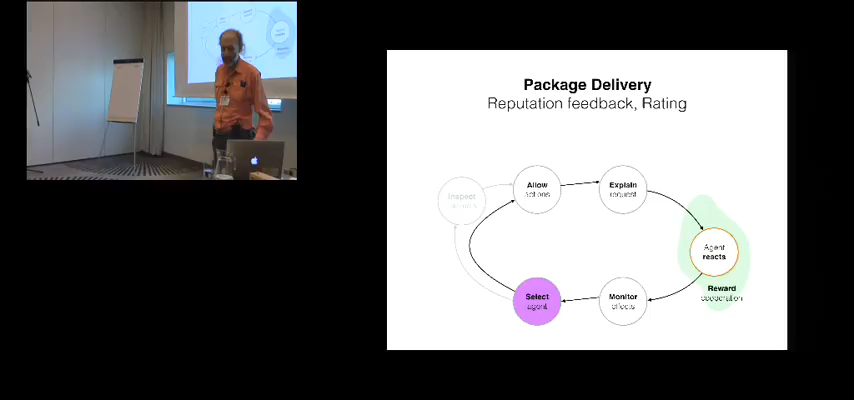 Package Delivery
Reputation feedback, Rating
Inspect
Allow
actions
Explain
request
Agent
reacts
Reward
cooperation
Monitor
effects
Select
agent